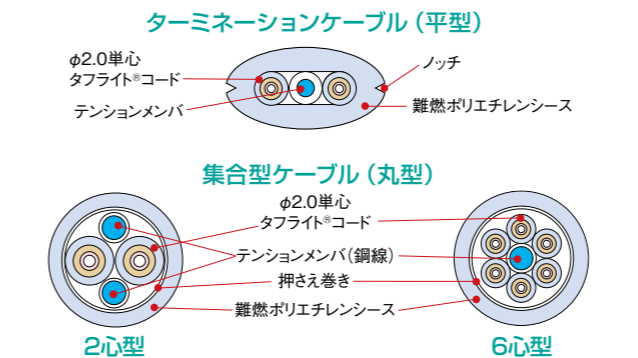 ターミネーションケーブル（平型）
φ2.0単心
タフライト®コード
テンションメンバ
ノッチ
難燃ポリエチレンシース
集合型ケーブル（丸型）
φ2.0単心
タフライト®コード
テンションメンバ（鋼線）
押さえ巻き
難燃ポリエチレンシース
2心型
6心型